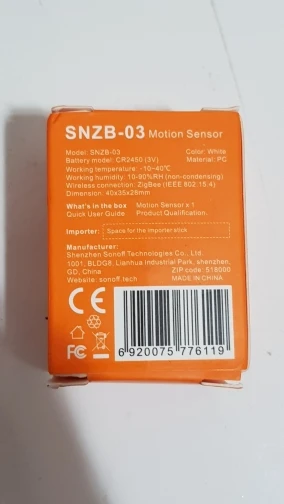 SNZB-03 Motion Sensor
Model: SNZB-03 Color: White
Battery model: CR2450 (3V) Material: PC
Working temperature: -10~40℃
Working humidity: 10-90%RH (non-condensing)
Wireless connection: ZigBee (IEEE 802.15.4)
Dimension: 40x35x28mm
What's in the box Motion Sensor x 1
Quick User Guide Product Qualification.
Importer: Space for the importer stick
Manufacturer:
Shenzhen Sonoff Technologies Co., Ltd.
1001, BLDG8, Lianhua Industrial Park, shenzhen,
GD, China ZIP code: 518000
Website: sonoff.tech MADE IN CHINA
CE
FC
6 920075 776119